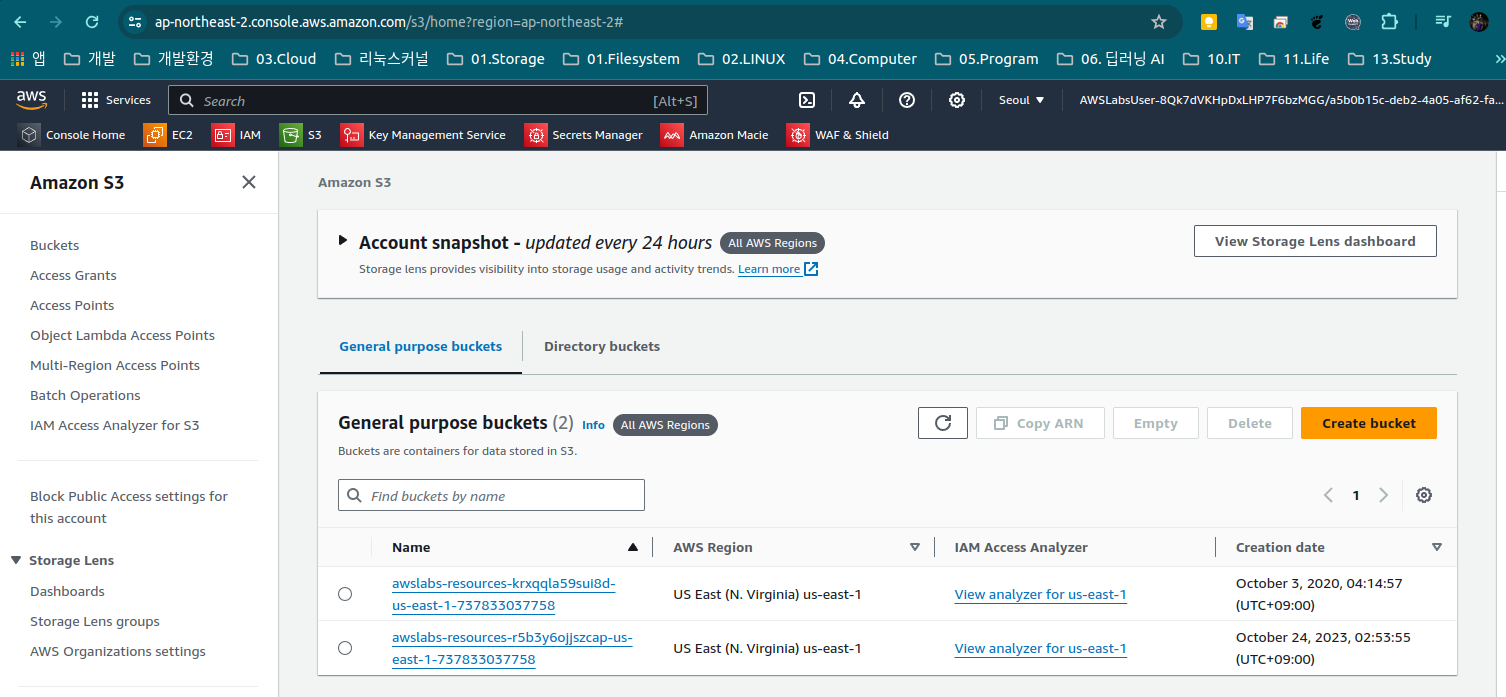 ap-northeast-2.console.aws.amazon.com/s3/home?region=ap-northeast-2#
앱 개발 개발환경 03.Cloud 리눅스커널 01.Storage 01.Filesystem 02.LINUX 04.Computer 05.Program 06. 딥러닝 AI 10.IT 11.Life 13.Study »
aws Services Search [Alt+S] Seoul AWSLabsUser-8Qk7dVKHpDxLHP7F6bzMGG/a5b0b15c-deb2-4a05-af62-fa...
Console Home EC2 IAM S3 Key Management Service Secrets Manager Amazon Macie WAF & Shield
Amazon S3
Buckets
Access Grants
Access Points
Object Lambda Access Points
Multi-Region Access Points
Batch Operations
IAM Access Analyzer for S3
Block Public Access settings for
this account
Storage Lens
Dashboards
Storage Lens groups
AWS Organizations settings
Amazon S3
Account snapshot - updated every 24 hours All AWS Regions
View Storage Lens dashboard
Storage lens provides visibility into storage usage and activity trends. Learn more
General purpose buckets Directory buckets
General purpose buckets (2) Info All AWS Regions
Copy ARN Empty Delete Create bucket
Buckets are containers for data stored in S3.
Find buckets by name
1
Name AWS Region IAM Access Analyzer Creation date
awslabs-resources-krxqqla59sui8d-
us-east-1-737833037758
US East (N. Virginia) us-east-1
View analyzer for us-east-1
October 3, 2020, 04:14:57
(UTC+09:00)
awslabs-resources-r5b3y6ojjszcap-us-
east-1-737833037758
US East (N. Virginia) us-east-1
View analyzer for us-east-1
October 24, 2023, 02:53:55
(UTC+09:00)